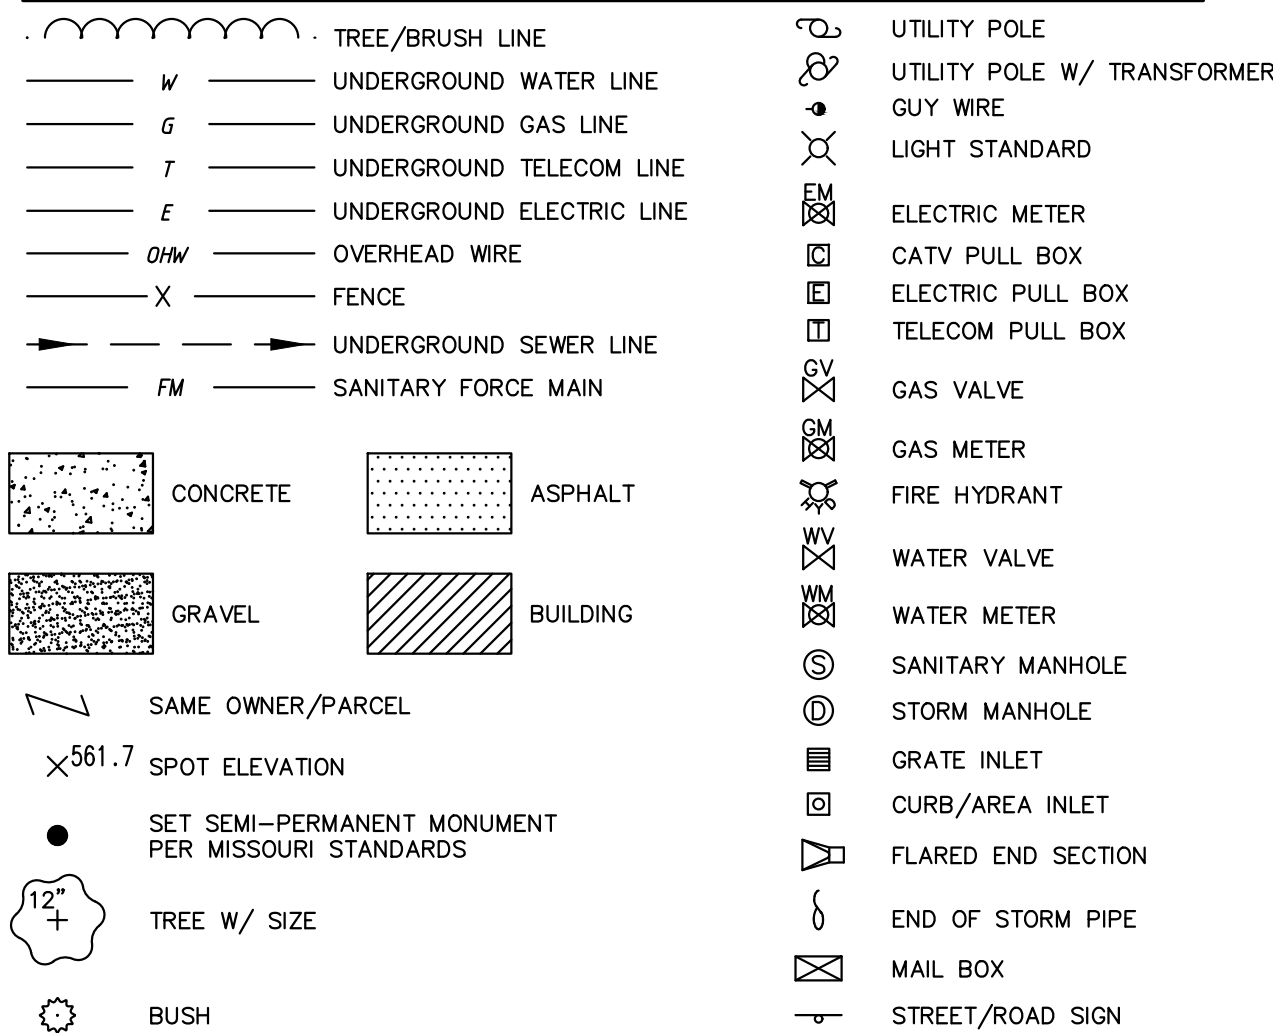 TREE/BRUSH LINE
W UNDERGROUND WATER LINE
G UNDERGROUND GAS LINE
T UNDERGROUND TELECOM LINE
E UNDERGROUND ELECTRIC LINE
OHW OVERHEAD WIRE
X FENCE
UNDERGROUND SEWER LINE
FM SANITARY FORCE MAIN
CONCRETE
ASPHALT
GRAVEL
BUILDING
SAME OWNER/PARCEL
561.7 SPOT ELEVATION
SET SEMI-PERMANENT MONUMENT
PER MISSOURI STANDARDS
12" TREE W/ SIZE
BUSH
UTILITY POLE
UTILITY POLE W/ TRANSFORMER
GUY WIRE
LIGHT STANDARD
EM
ELECTRIC METER
C CATV PULL BOX
E ELECTRIC PULL BOX
T TELECOM PULL BOX
GV
GAS VALVE
GM
GAS METER
FIRE HYDRANT
WV
WATER VALVE
WM
WATER METER
S SANITARY MANHOLE
D STORM MANHOLE
GRATE INLET
CURB/AREA INLET
FLARED END SECTION
END OF STORM PIPE
MAIL BOX
STREET/ROAD SIGN